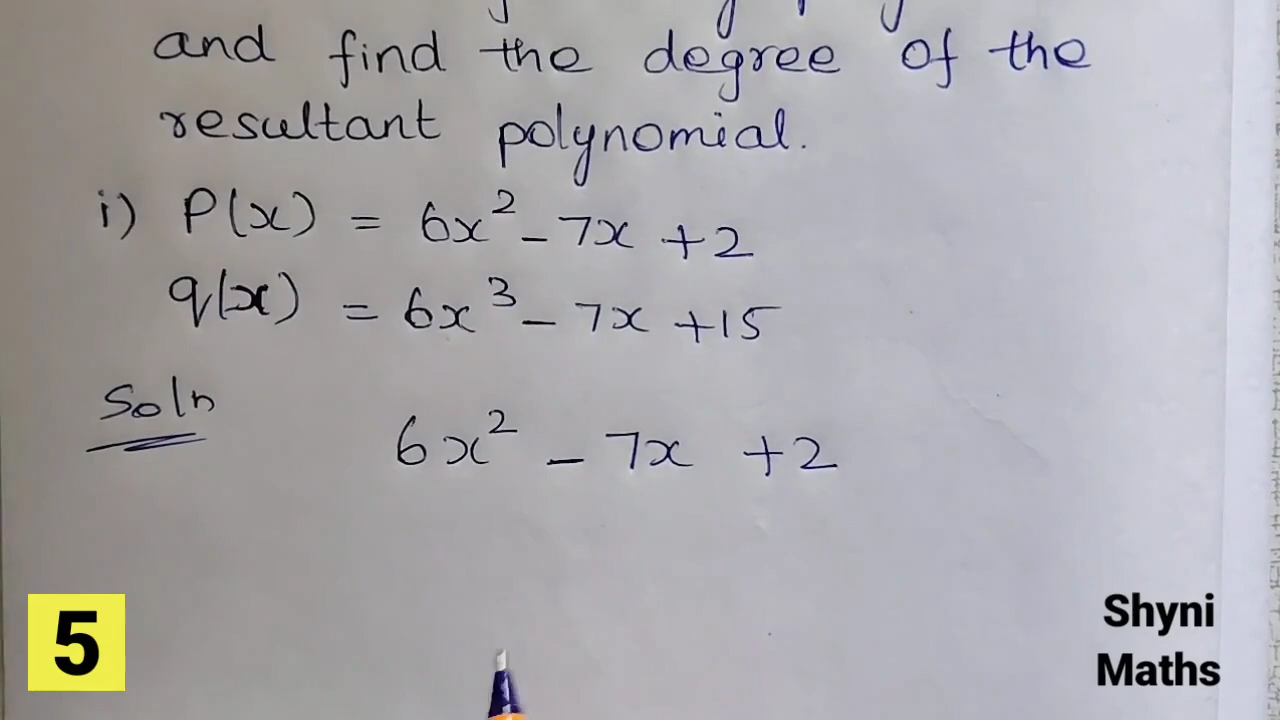 and find the degree of the
resultant polynomial.
i) P(x) = 6x² - 7x + 2
q(x) = 6x³ - 7x + 15
Soln
6x² - 7x + 2
5
Shyni
Maths